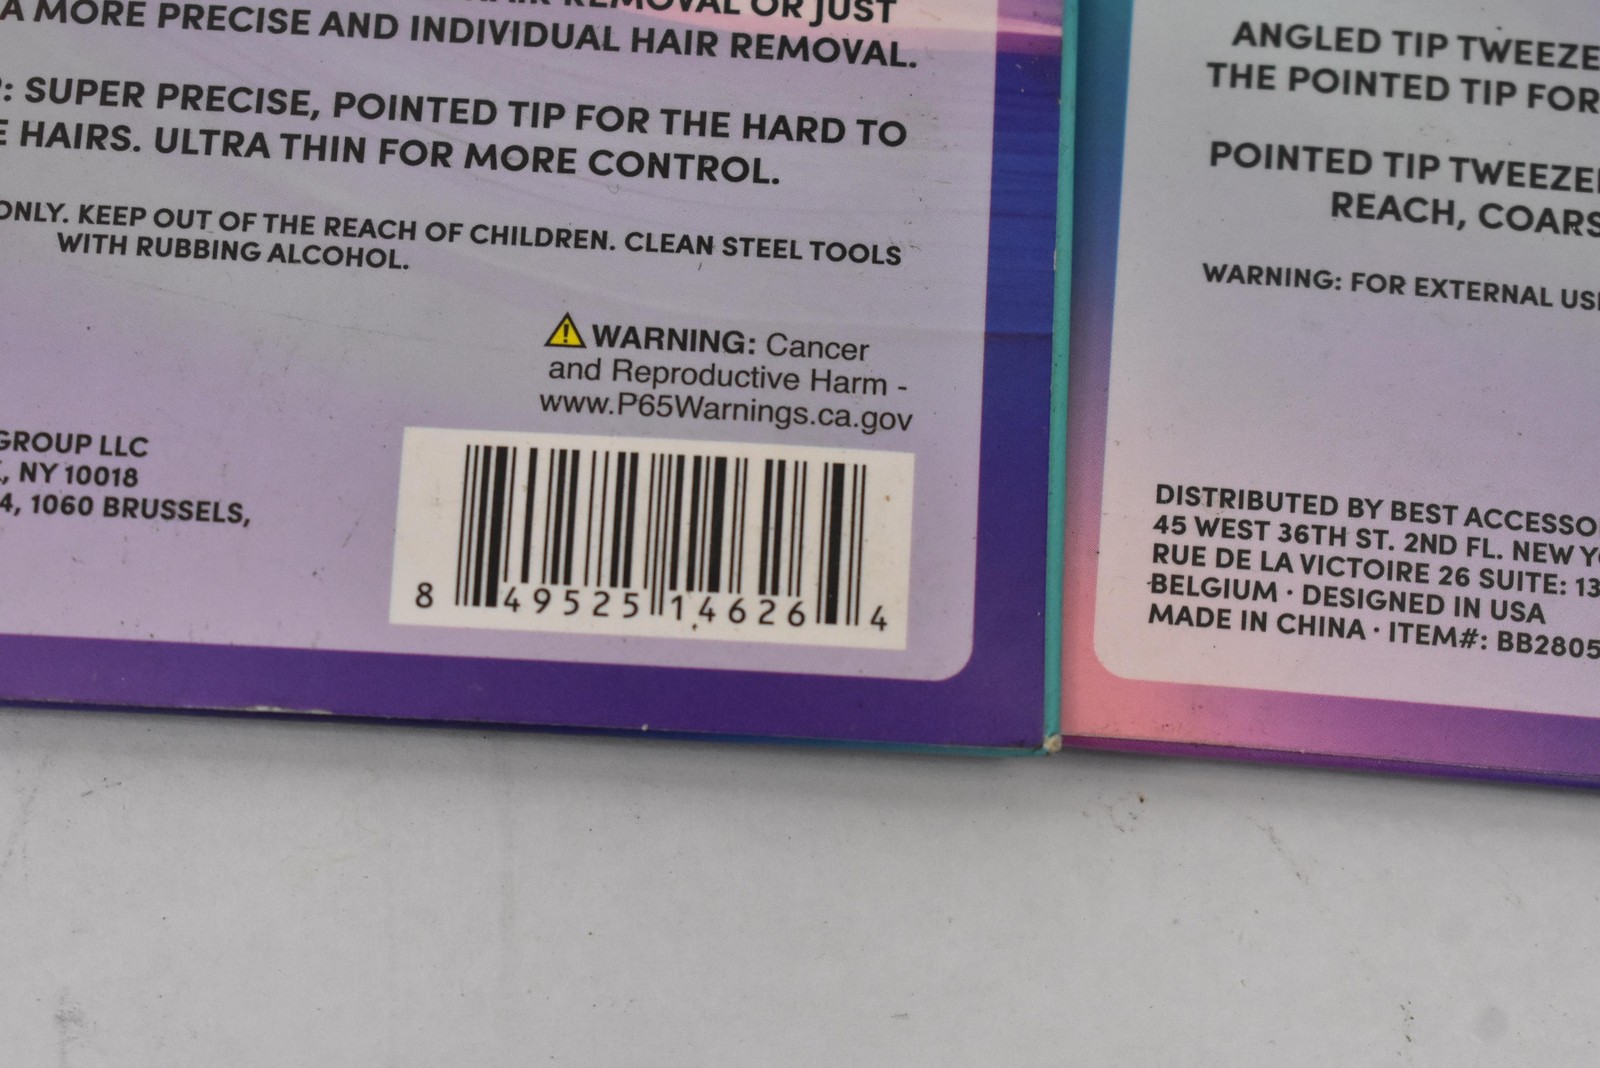 REMOVAL OR JUST
A MORE PRECISE AND INDIVIDUAL HAIR REMOVAL.
: SUPER PRECISE, POINTED TIP FOR THE HARD TO
E HAIRS. ULTRA THIN FOR MORE CONTROL.
ONLY. KEEP OUT OF THE REACH OF CHILDREN. CLEAN STEEL TOOLS
WITH RUBBING ALCOHOL.
WARNING: Cancer
and Reproductive Harm -
www.P65Warnings.ca.gov
GROUP LLC
, NY 10018
4, 1060 BRUSSELS,
8 49525 14626 4
ANGLED TIP TWEEZE
THE POINTED TIP FOR
POINTED TIP TWEEZE
REACH, COARS
WARNING: FOR EXTERNAL US
DISTRIBUTED BY BEST ACCESSO
45 WEST 36TH ST. 2ND FL. NEW Y
RUE DE LA VICTOIRE 26 SUITE: 13
BELGIUM · DESIGNED IN USA
MADE IN CHINA · ITEM#: BB2805